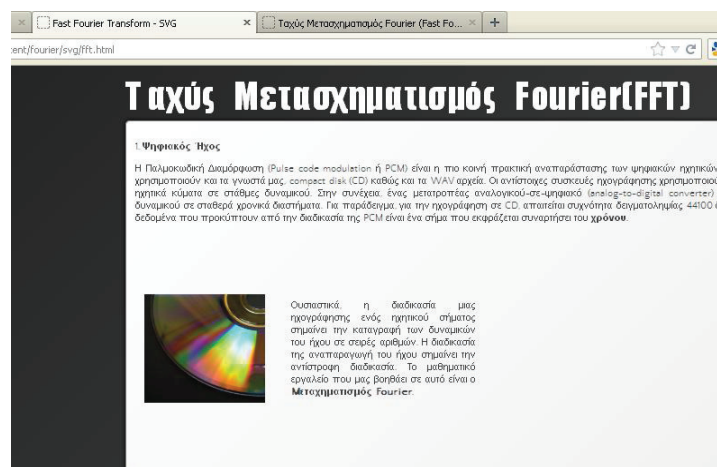 Fast Fourier Transform - SVG
Ταχύς Μετασχηματισμός Fourier (Fast Fo...
/fourier/svg/fft.html
Ταχύς Μετασχηματισμός Fourier(FFT)
1. Ψηφιακός Ήχος
Η Παλμοκωδική Διαμόρφωση (Pulse code modulation ή PCM) είναι η πιο κοινή πρακτική αναπαράστασης των ψηφιακών ηχητικών
χρησιμοποιούν και τα γνωστά μας, compact disk (CD) καθώς και τα WAV αρχεία. Οι αντίστοιχες συσκευές ηχογράφησης
ηχητικά κύματα σε στάθμες δυναμικού. Στην συνέχεια, ένας μετατροπέας αναλογικού-σε-ψηφιακό (analog-to-digital converter)
δυναμικού σε σταθερά χρονικά διαστήματα. Για παράδειγμα, για την ηχογράφηση σε CD, απαιτείται συχνότητα δειγματοληψίας 44100
δεδομένα που προκύπτουν από την διαδικασία της PCM είναι ένα σήμα που εκφράζεται συναρτήσει του χρόνου.
Ουσιαστικά, η διαδικασία μιας
ηχογράφησης ενός ηχητικού σήματος
σημαίνει την καταγραφή των δυναμικών
του ήχου σε σειρές αριθμών. Η διαδικασία
της αναπαραγωγή του ήχου σημαίνει την
αντίστροφη διαδικασία. Το μαθηματικό
εργαλείο που μας βοηθάει σε αυτό είναι ο
Μεταχηματισμός Fourier.